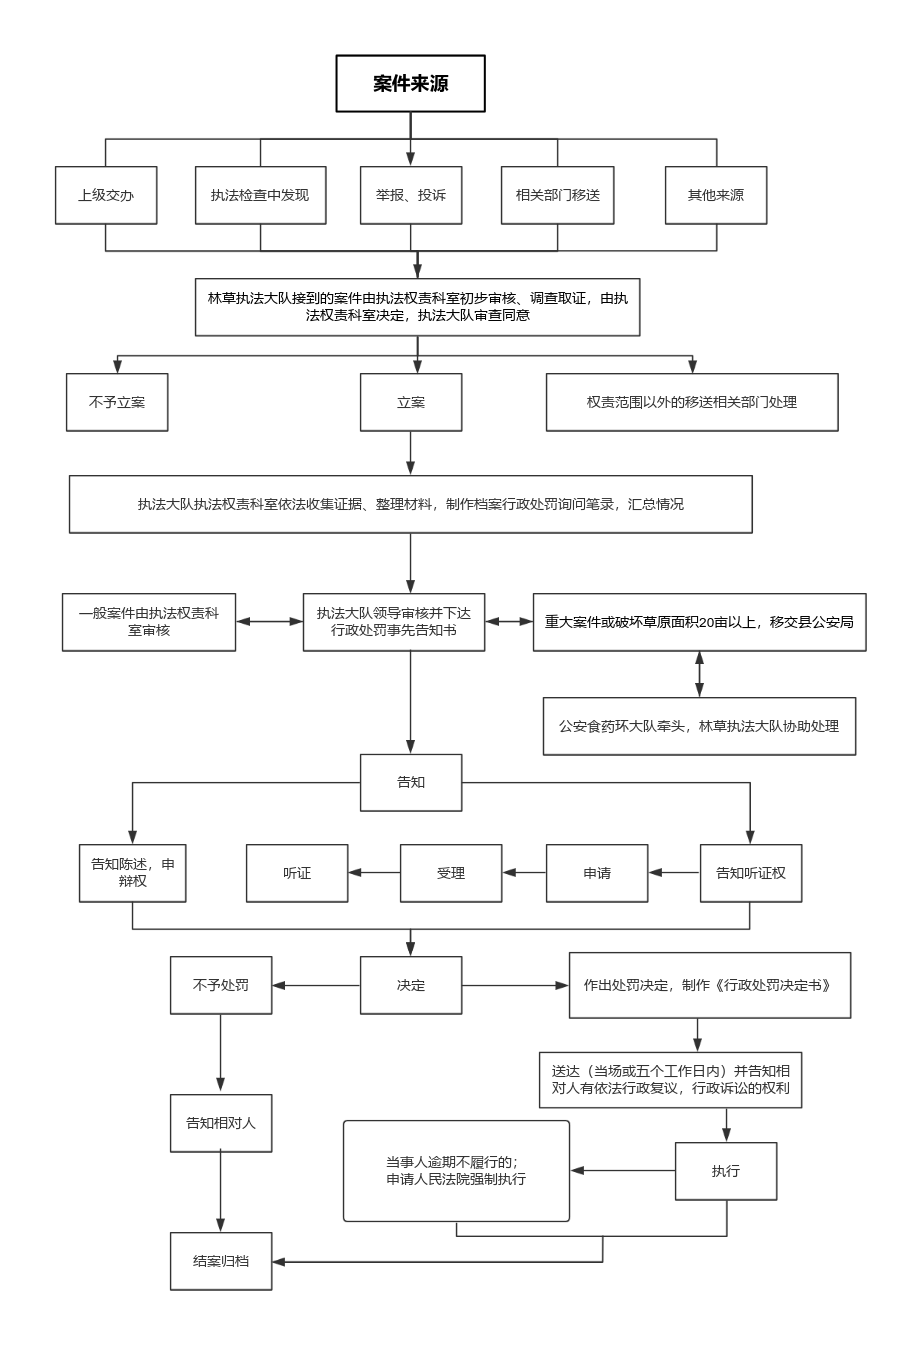 案件来源
上级交办
执法检查中发现
举报、投诉
相关部门移送
其他来源
林草执法大队接到的案件由执法权责科室初步审核、调查取证，由执
法权责科室决定，执法大队审查同意
不予立案
立案
权责范围以外的移送相关部门处理
执法大队执法权责科室依法收集证据、整理材料，制作档案行政处罚询问笔录，汇总情况
一般案件由执法权责科
室审核
执法大队领导审核并下达
行政处罚事先告知书
重大案件或破坏草原面积20亩以上，移交县公安局
公安食药环大队牵头，林草执法大队协助处理
告知
告知陈述，申
辩权
听证
受理
申请
告知听证权
不予处罚
决定
作出处罚决定，制作《行政处罚决定书》
送达（当场或五个工作日内）并告知相
对人有依法行政复议，行政诉讼的权利
告知相对人
当事人逾期不履行的；
申请人民法院强制执行
执行
结案归档